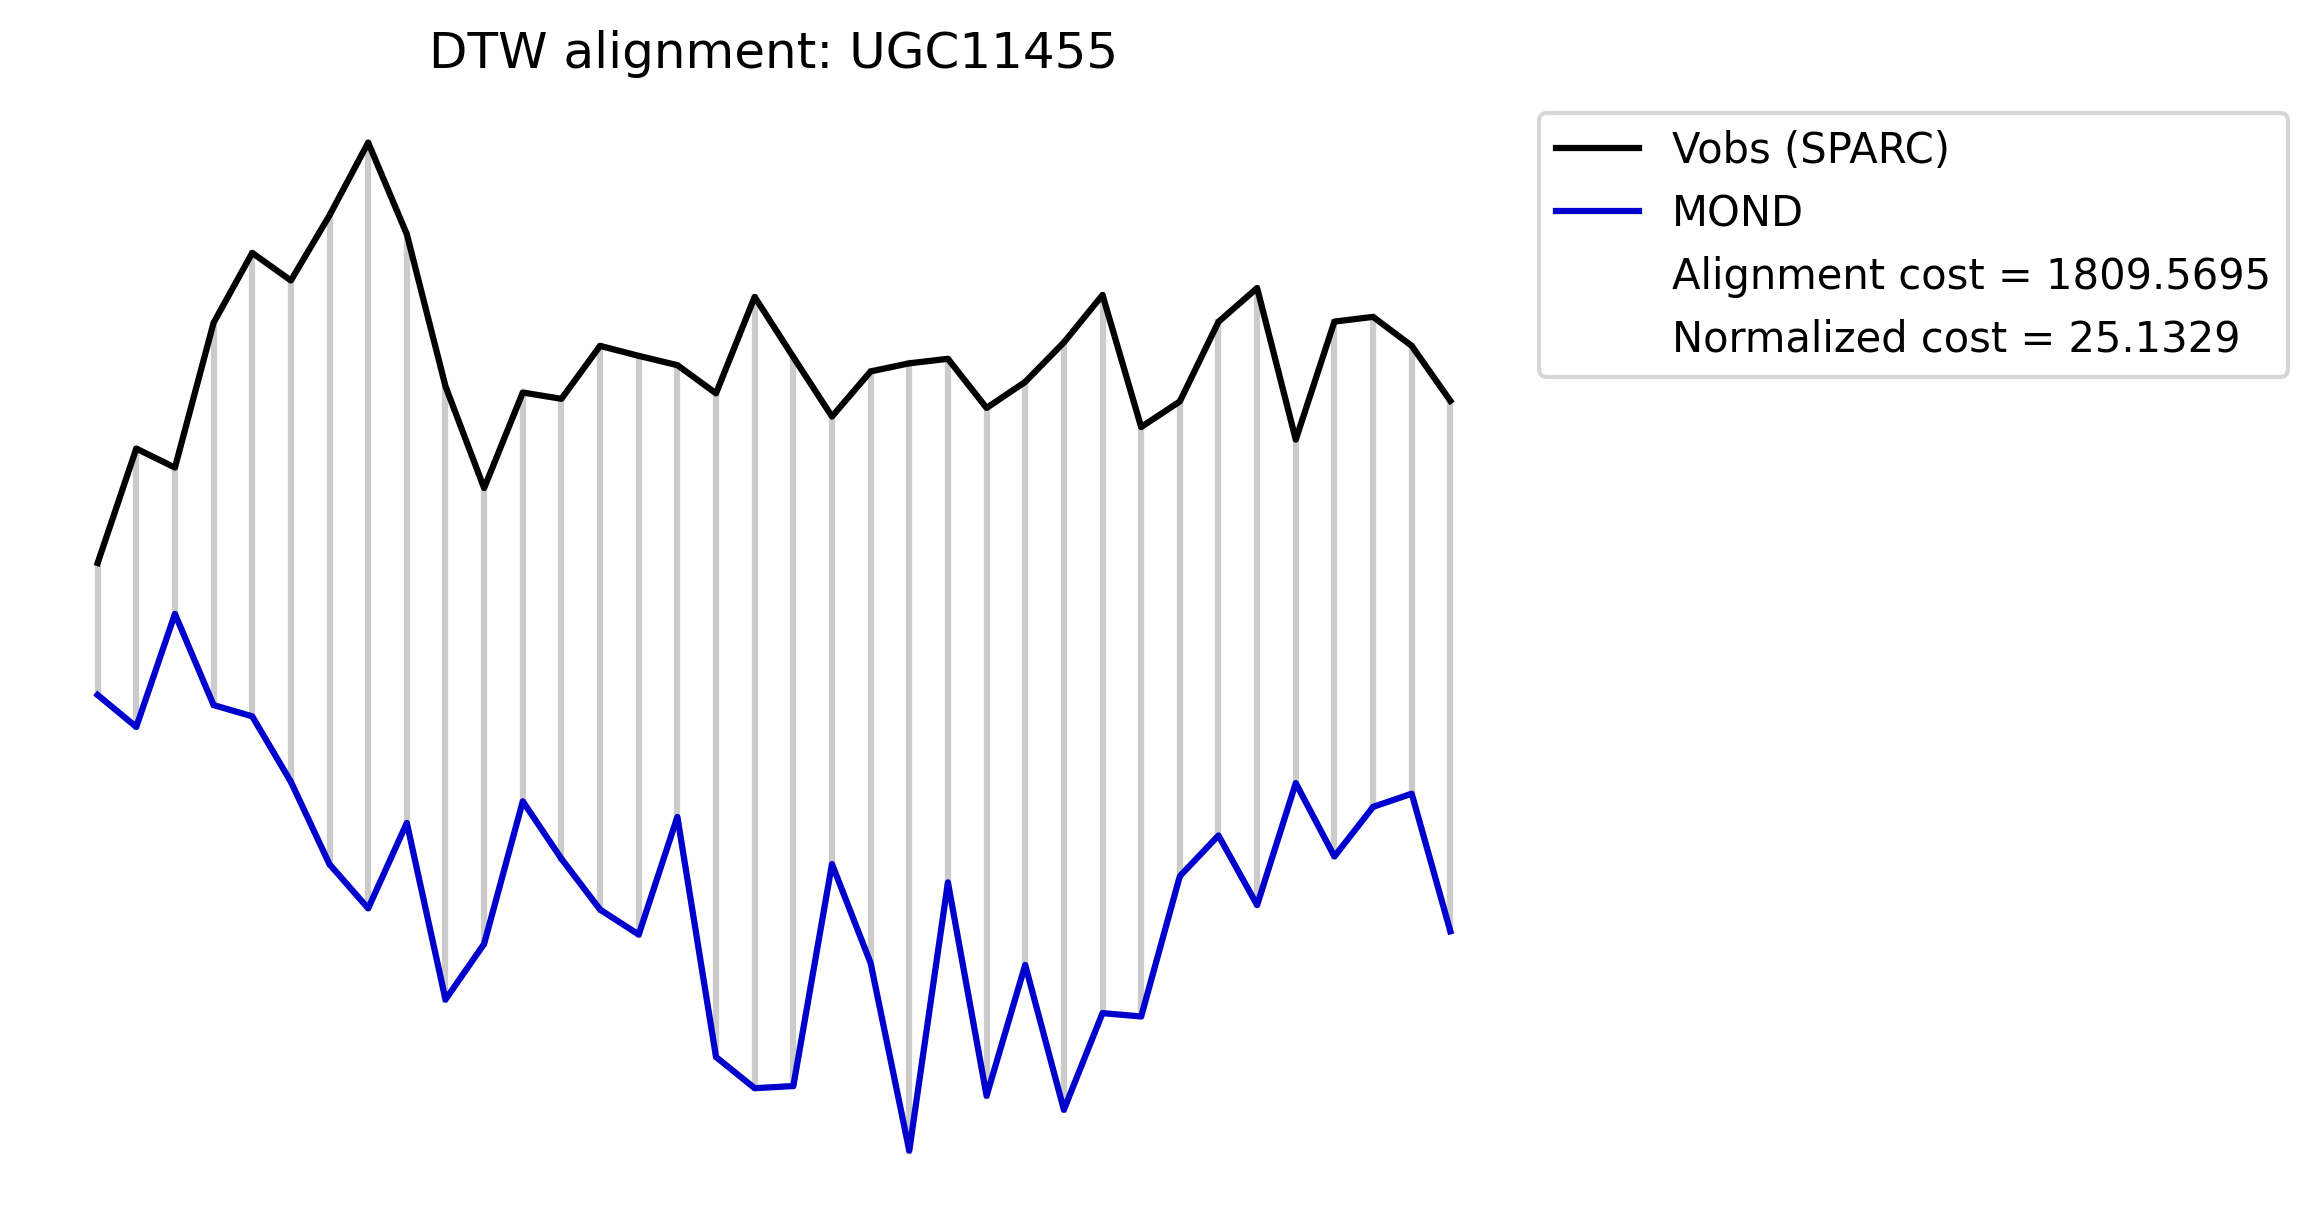 DTW alignment: UGC11455
Vobs (SPARC)
MOND
Alignment cost = 1809.5695
Normalized cost = 25.1329